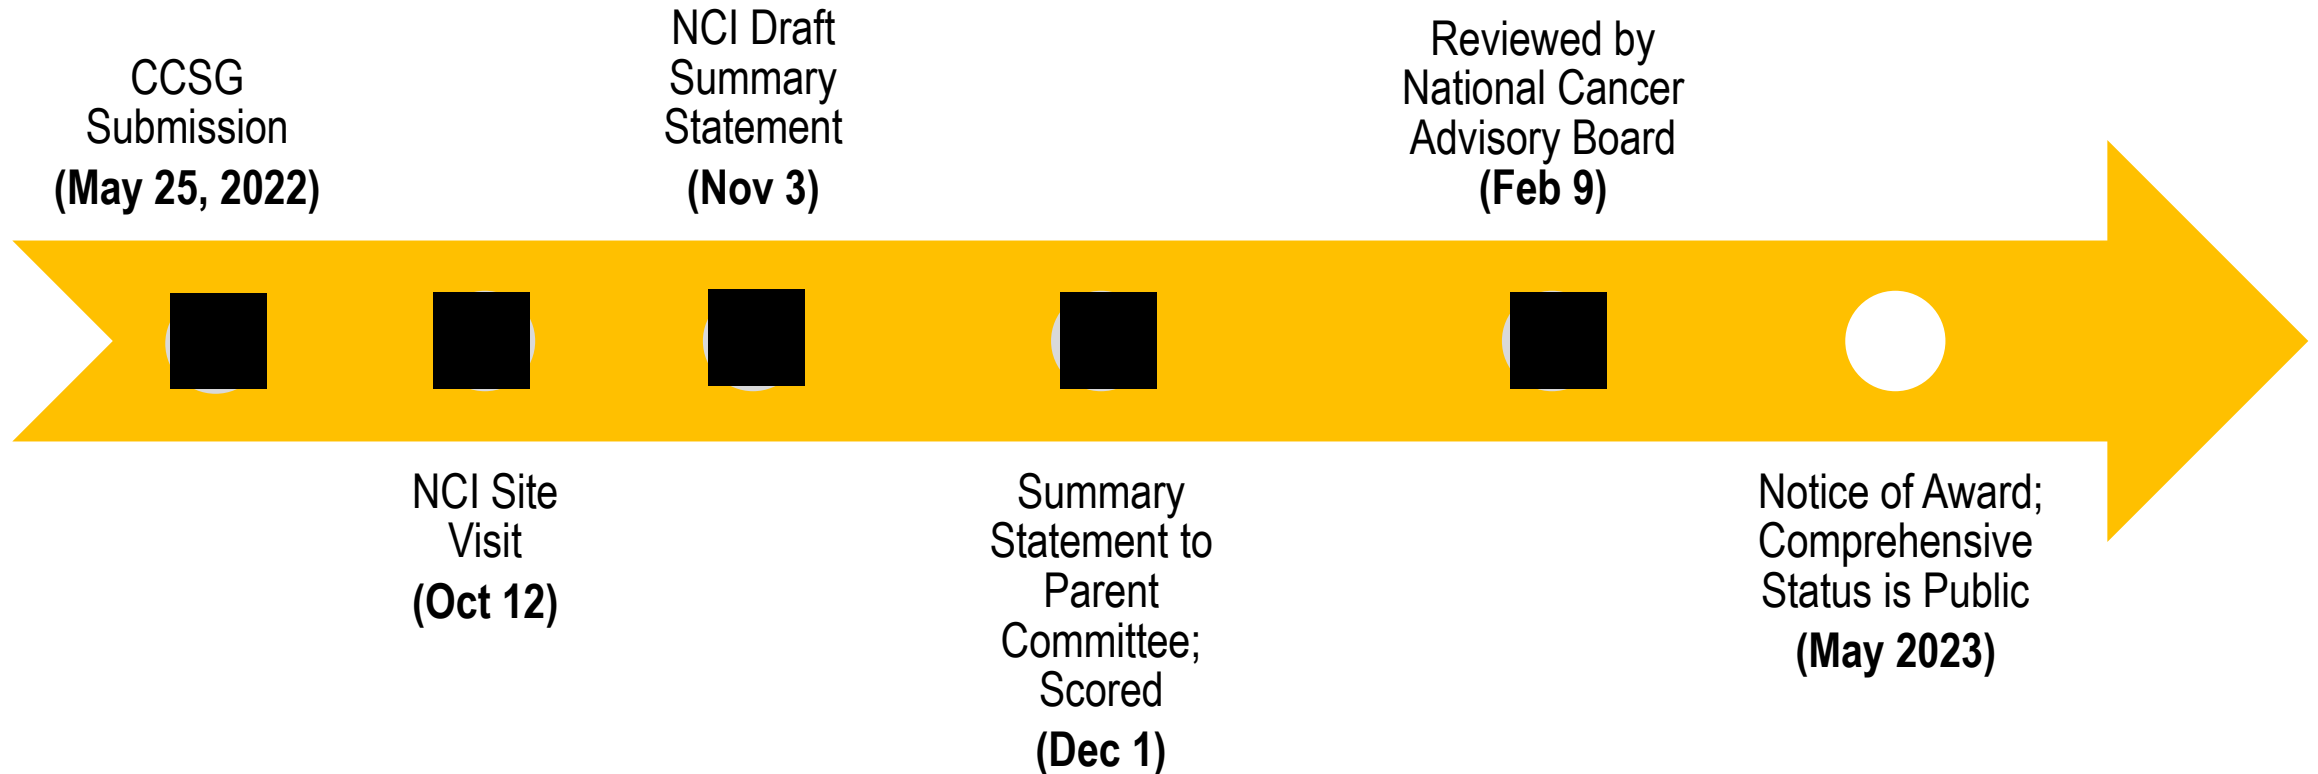 CCSG
Submission
(May 25, 2022)
NCI Site
Visit
(Oct 12)
NCI Draft
Summary
Statement
(Nov 3)
Summary
Statement to
Parent
Committee;
Scored
(Dec 1)
Reviewed by
National Cancer
Advisory Board
(Feb 9)
Notice of Award;
Comprehensive
Status is Public
(May 2023)